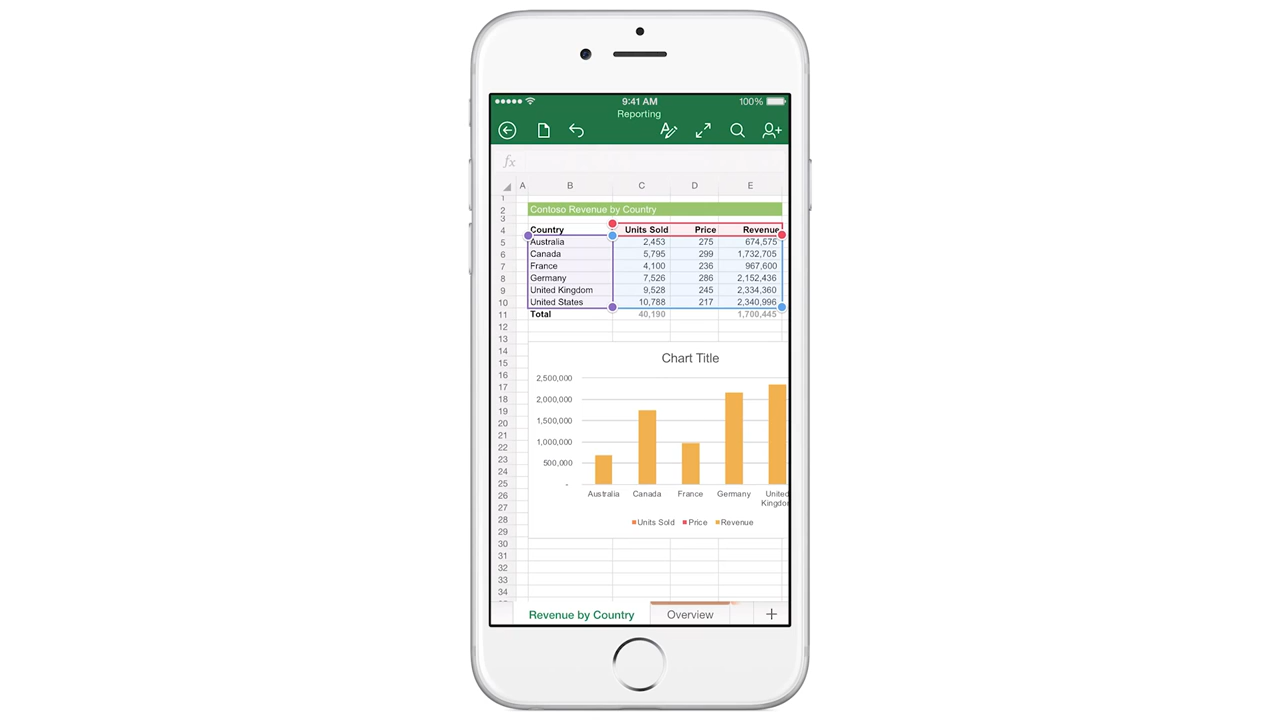 9:41 AM 100%
Reporting
fx
A B C D E
1
2 Contoso Revenue by Country
3
4 Country Units Sold Price Revenue
5 Australia 2,453 275 674,575
6 Canada 5,795 299 1,732,705
7 France 4,100 236 967,600
8 Germany 7,526 286 2,152,436
9 United Kingdom 9,528 245 2,334,360
10 United States 10,788 217 2,340,996
11 Total 40,190 1,700,445
12
13
14
15
16
17
18
19
20
21
22
23
24
25
26
27
28
29
30
31
32
33
34
Chart Title
2,500,000
2,000,000
1,500,000
1,000,000
500,000
-
Australia Canada France Germany United
Kingdo
Units Sold Price Revenue
Revenue by Country Overview +